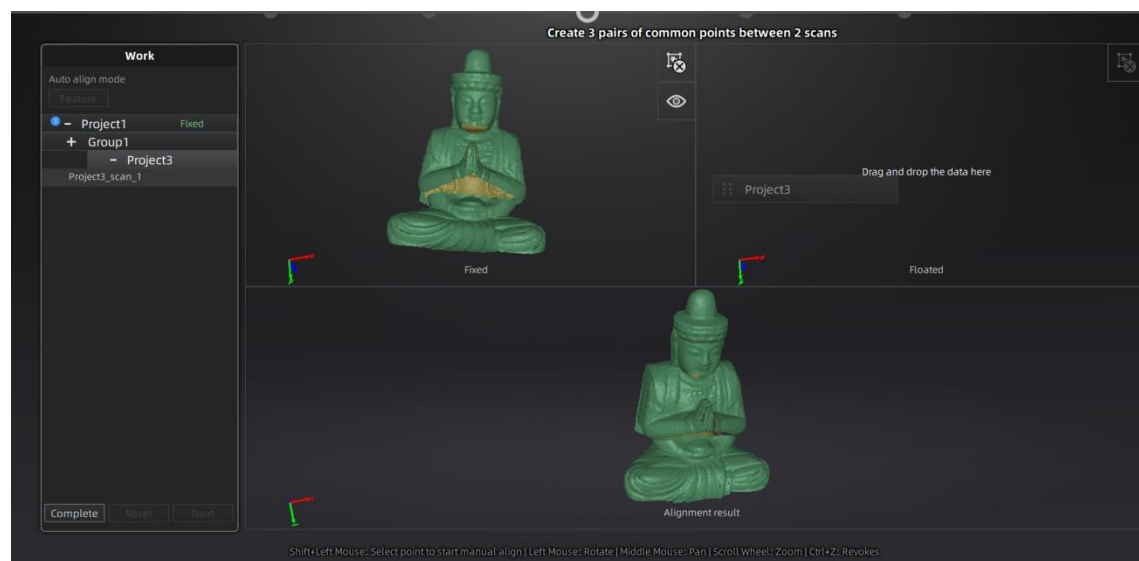 Create 3 pairs of common points between 2 scans
Work
Auto align mode
Feature
Project1 Fixed
Group1
Project3
Project3_scan_1
Complete Reset Next
Fixed
Drag and drop the data here
Project3
Floated
Alignment result
Shift+Left Mouse: Select point to start manual align | Left Mouse: Rotate | Middle Mouse: Pan | Scroll Wheel: Zoom | Ctrl+Z: Revokes